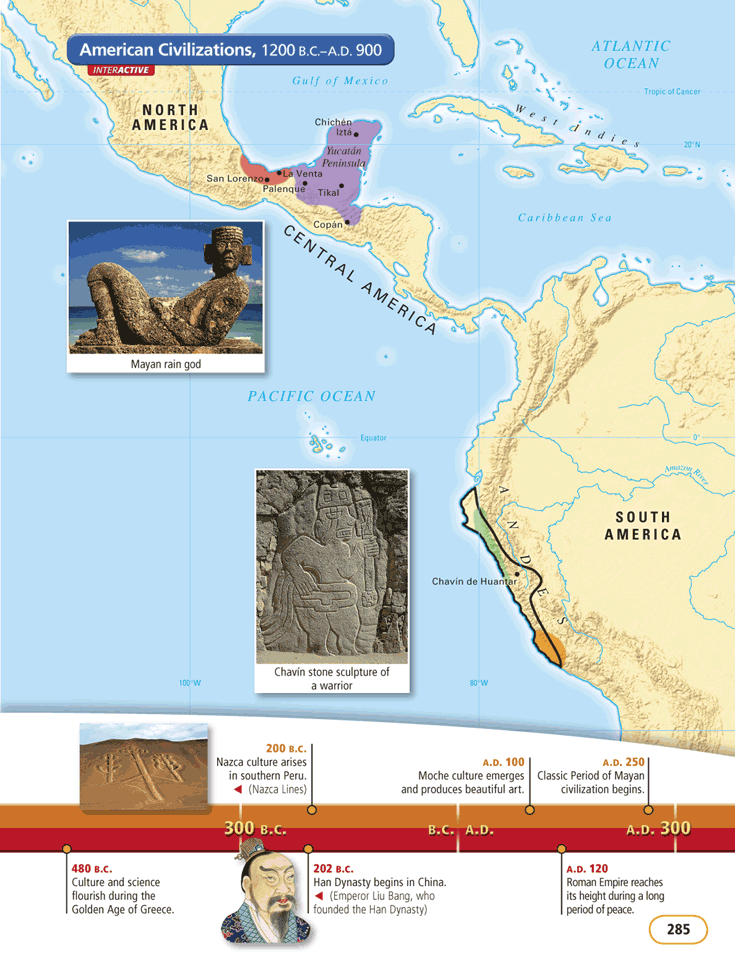 American Civilizations, 1200 B.C.–A.D. 900
INTERACTIVE
ATLANTIC
OCEAN
Gulf of Mexico
Tropic of Cancer
NORTH
AMERICA
West Indies
Chichén
Itzá
20°N
Yucatán
Peninsula
La Venta
San Lorenzo
Palenque
Tikal
Caribbean Sea
Copán
CENTRAL AMERICA
Mayan rain god
PACIFIC OCEAN
Equator
0°
Amazon River
ANDES
SOUTH
AMERICA
Chavín de Huantar
Chavín stone sculpture of
a warrior
100°W
80°W
200 B.C.
Nazca culture arises
in southern Peru.
◀ (Nazca Lines)
A.D. 100
Moche culture emerges
and produces beautiful art.
A.D. 250
Classic Period of Mayan
civilization begins.
300 B.C.
B.C. A.D.
A.D. 300
480 B.C.
Culture and science
flourish during the
Golden Age of Greece.
202 B.C.
Han Dynasty begins in China.
◀ (Emperor Liu Bang, who
founded the Han Dynasty)
A.D. 120
Roman Empire reaches
its height during a long
period of peace.
285